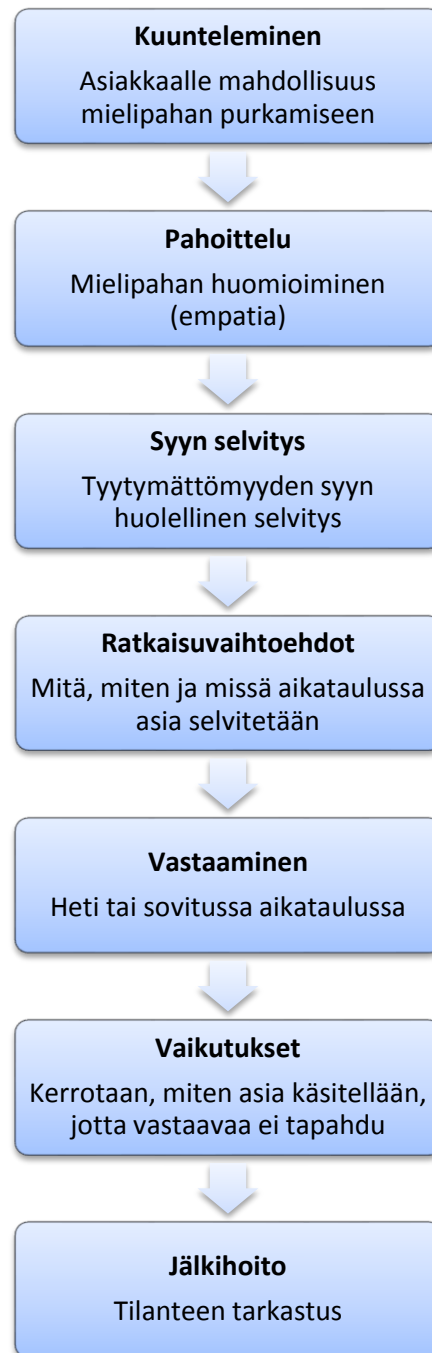 Kuunteleminen
Asiakkaalle mahdollisuus
mielipahan purkamiseen
Pahoittelu
Mielipahan huomioiminen
(empatia)
Syyn selvitys
Tyytymättömyyden syyn
huolellinen selvitys
Ratkaisuvaihtoehdot
Mitä, miten ja missä aikataulussa
asia selvitetään
Vastaaminen
Heti tai sovitussa aikataulussa
Vaikutukset
Kerrotaan, miten asia käsitellään,
jotta vastaavaa ei tapahdu
Jälkihoito
Tilanteen tarkastus